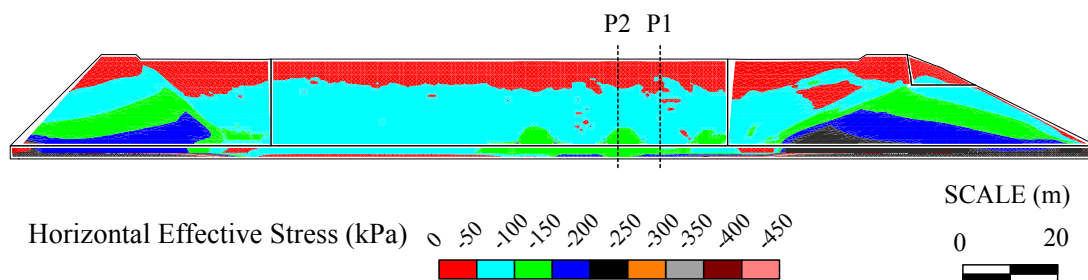 P2 P1
SCALE (m)
Horizontal Effective Stress (kPa)
0 -50 -100 -150 -200 -250 -300 -350 -400 -450
0 20